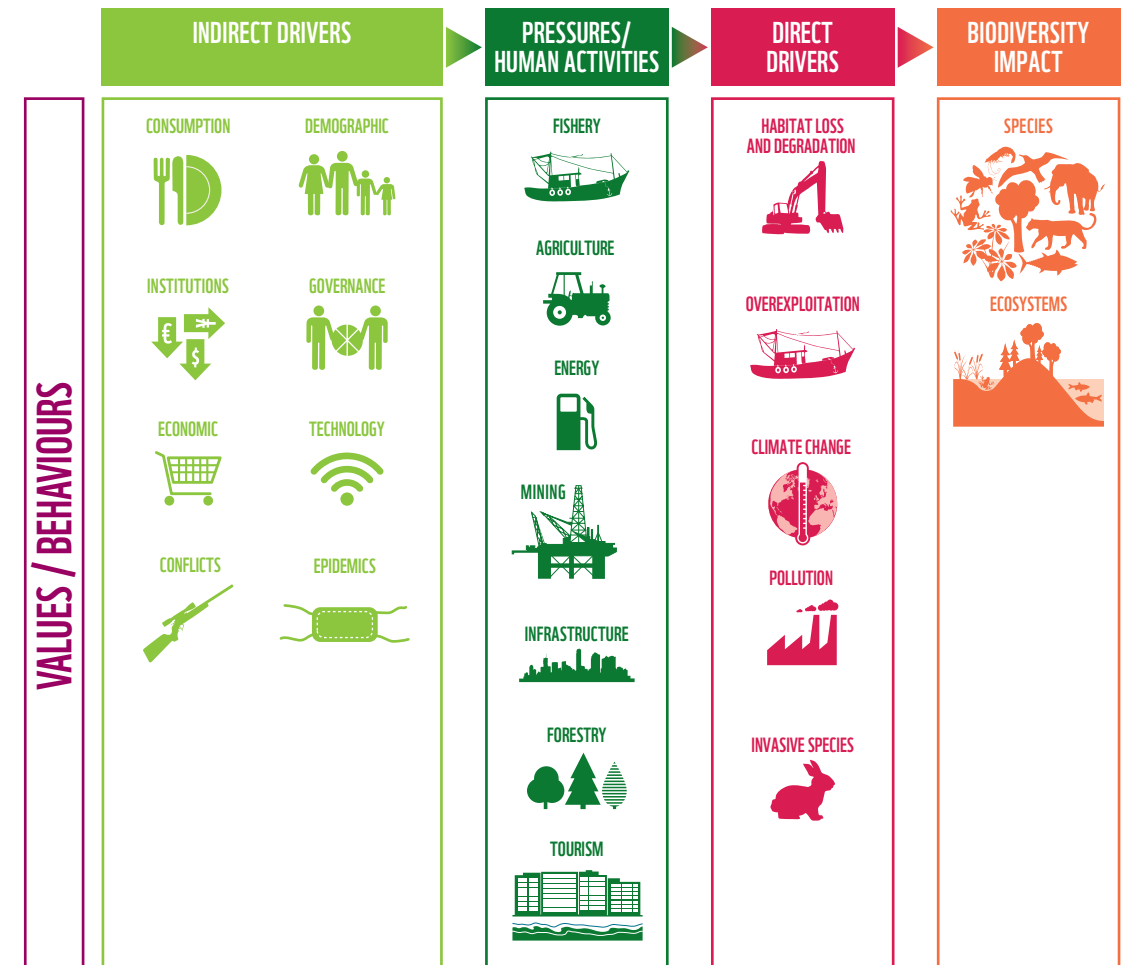 INDIRECT DRIVERS
PRESSURES/
HUMAN ACTIVITIES
DIRECT
DRIVERS
BIODIVERSITY
IMPACT
VALUES / BEHAVIOURS
CONSUMPTION
DEMOGRAPHIC
INSTITUTIONS
€
$
GOVERNANCE
ECONOMIC
TECHNOLOGY
CONFLICTS
EPIDEMICS
FISHERY
AGRICULTURE
ENERGY
MINING
INFRASTRUCTURE
FORESTRY
TOURISM
HABITAT LOSS
AND DEGRADATION
OVEREXPLOITATION
CLIMATE CHANGE
POLLUTION
INVASIVE SPECIES
SPECIES
ECOSYSTEMS